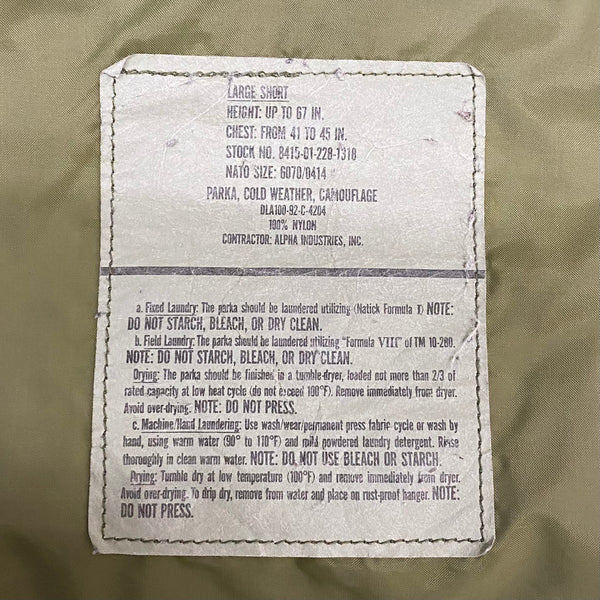 LARGE SHORT
HEIGHT: UP TO 67 IN.
CHEST: FROM 41 TO 45 IN.
STOCK NO. 8415-01-228-1318
NATO SIZE: 6070/0414
PARKA, COLD WEATHER, CAMOUFLAGE
DLA100-92-C-4204
100% NYLON
CONTRACTOR: ALPHA INDUSTRIES, INC.
a. Fixed Laundry: The parka should be laundered utilizing (Natick Formula I) NOTE:
DO NOT STARCH, BLEACH, OR DRY CLEAN.
b. Field Laundry: The parka should be laundered utilizing "Formula VIII" of TM 10-280.
NOTE: DO NOT STARCH, BLEACH, OR DRY CLEAN.
Drying: The parka should be finished in a tumble-dryer, loaded not more than 2/3 of
rated capacity at low heat cycle (do not exceed 100°F). Remove immediately from dryer.
Avoid over-drying. NOTE: DO NOT PRESS.
c. Machine/Hand Laundering: Use wash/wear/permanent press fabric cycle or wash by
hand, using warm water (90° to 110°F) and mild powdered laundry detergent. Rinse
thoroughly in clean warm water. NOTE: DO NOT USE BLEACH OR STARCH.
Drying: Tumble dry at low temperature (100°F) and remove immediately from dryer.
Avoid over-drying. To drip dry, remove from water and place on rust-proof hanger. NOTE:
DO NOT PRESS.